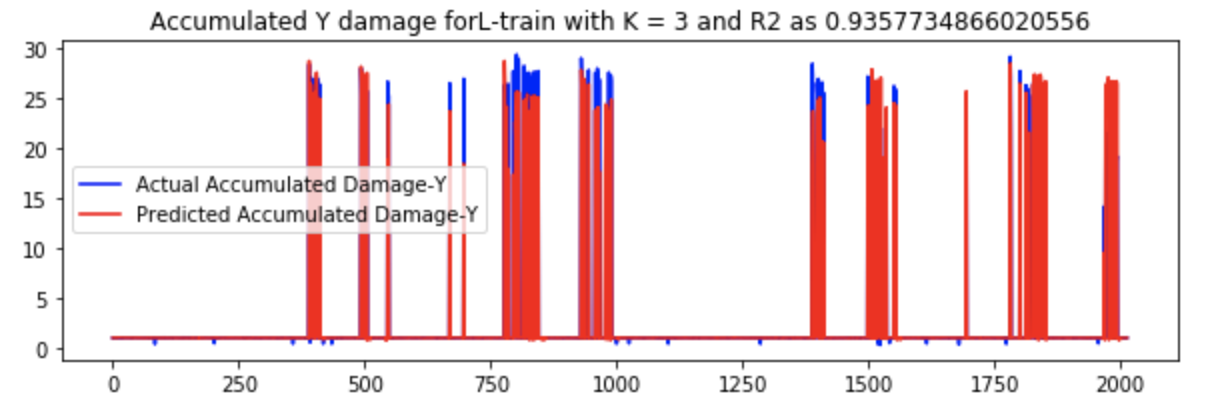 Accumulated Y damage forL-train with K = 3 and R2 as 0.9357734866020556
30
25
20
15
10
5
0
Actual Accumulated Damage-Y
Predicted Accumulated Damage-Y
0 250 500 750 1000 1250 1500 1750 2000